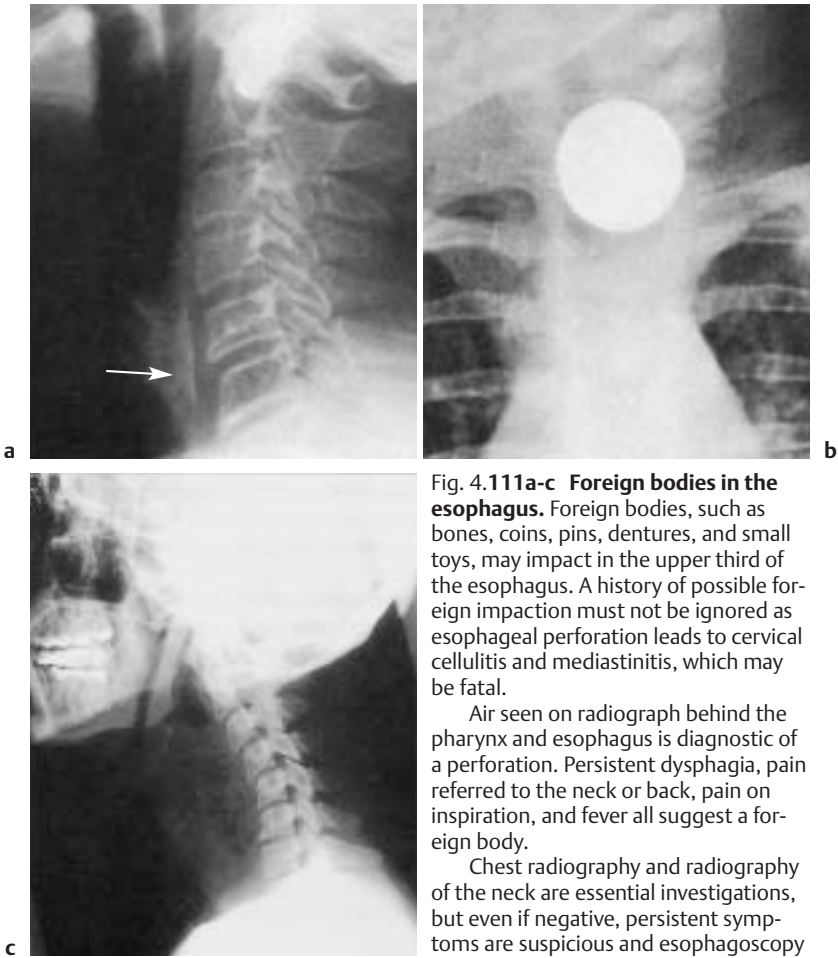 a
b
c
Fig. 4.111a-c Foreign bodies in the
esophagus. Foreign bodies, such as
bones, coins, pins, dentures, and small
toys, may impact in the upper third of
the esophagus. A history of possible for-
eign impaction must not be ignored as
esophageal perforation leads to cervical
cellulitis and mediastinitis, which may
be fatal.
Air seen on radiograph behind the
pharynx and esophagus is diagnostic of
a perforation. Persistent dysphagia, pain
referred to the neck or back, pain on
inspiration, and fever all suggest a for-
eign body.
Chest radiography and radiography
of the neck are essential investigations,
but even if negative, persistent symp-
toms are suspicious and esophagoscopy